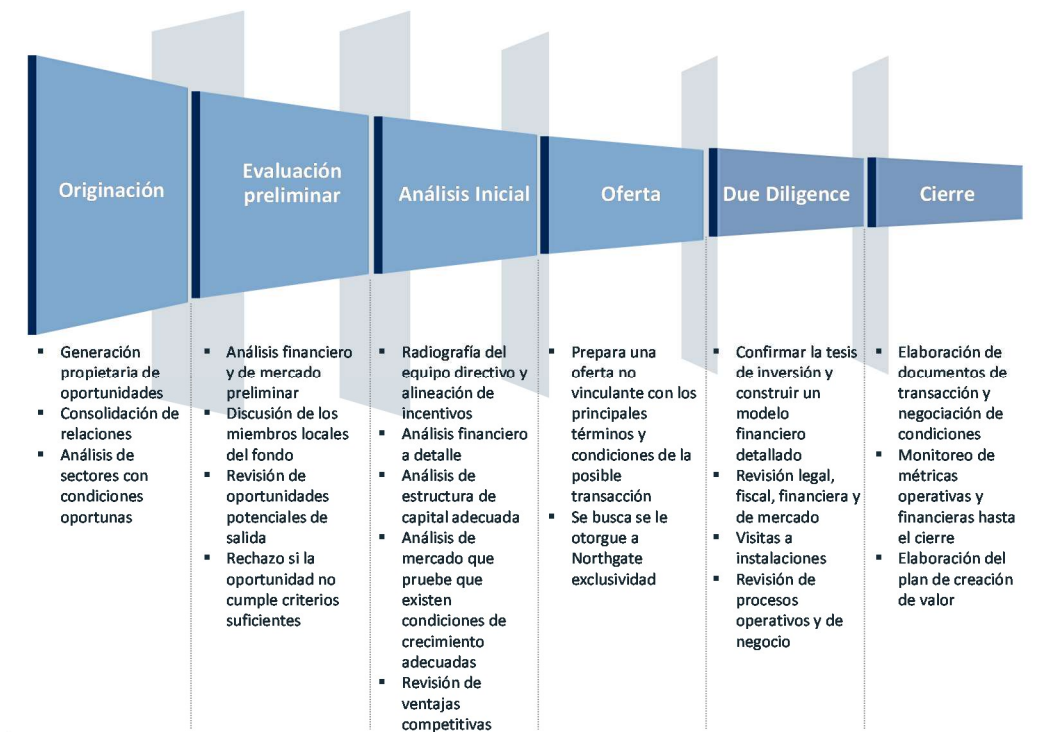 Originación
Evaluación
preliminar
Análisis Inicial
Oferta
Due Diligence
Cierre
▪ Generación
propietaria de
oportunidades
▪ Consolidación de
relaciones
▪ Análisis de
sectores con
condiciones
oportunas
▪ Análisis financiero
y de mercado
preliminar
▪ Discusión de los
miembros locales
del fondo
▪ Revisión de
oportunidades
potenciales de
salida
▪ Rechazo si la
oportunidad no
cumple criterios
suficientes
▪ Radiografía del
equipo directivo y
alineación de
incentivos
▪ Análisis financiero
a detalle
▪ Análisis de
estructura de
capital adecuada
▪ Análisis de
mercado que
pruebe que
existen
condiciones de
crecimiento
adecuadas
▪ Revisión de
ventajas
competitivas
▪ Prepara una
oferta no
vinculante con los
principales
términos y
condiciones de la
posible
transacción
▪ Se busca se le
otorgue a
Northgate
exclusividad
▪ Confirmar la tesis
de inversión y
construir un
modelo
financiero
detallado
▪ Revisión legal,
fiscal, financiera y
de mercado
▪ Visitas a
instalaciones
▪ Revisión de
procesos
operativos y de
negocio
▪ Elaboración de
documentos de
transacción y
negociación de
condiciones
▪ Monitoreo de
métricas
operativas y
financieras hasta
el cierre
▪ Elaboración del
plan de creación
de valor